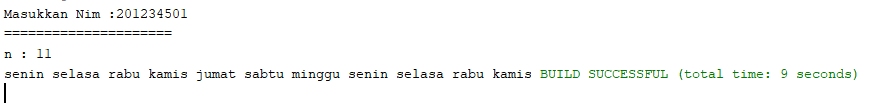 Masukkan Nim :201234501
=====================
n : 11
senin selasa rabu kamis jumat sabtu minggu senin selasa rabu kamis BUILD SUCCESSFUL (total time: 9 seconds)